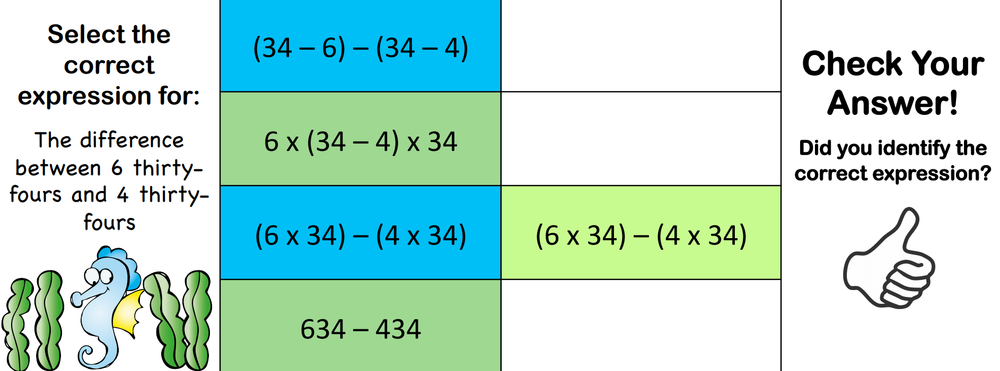 Select the
correct
expression for:
The difference
between 6 thirty-
fours and 4 thirty-
fours
(34 – 6) – (34 – 4)
6 x (34 – 4) x 34
(6 x 34) – (4 x 34)
634 – 434
(6 x 34) – (4 x 34)
Check Your
Answer!
Did you identify the
correct expression?